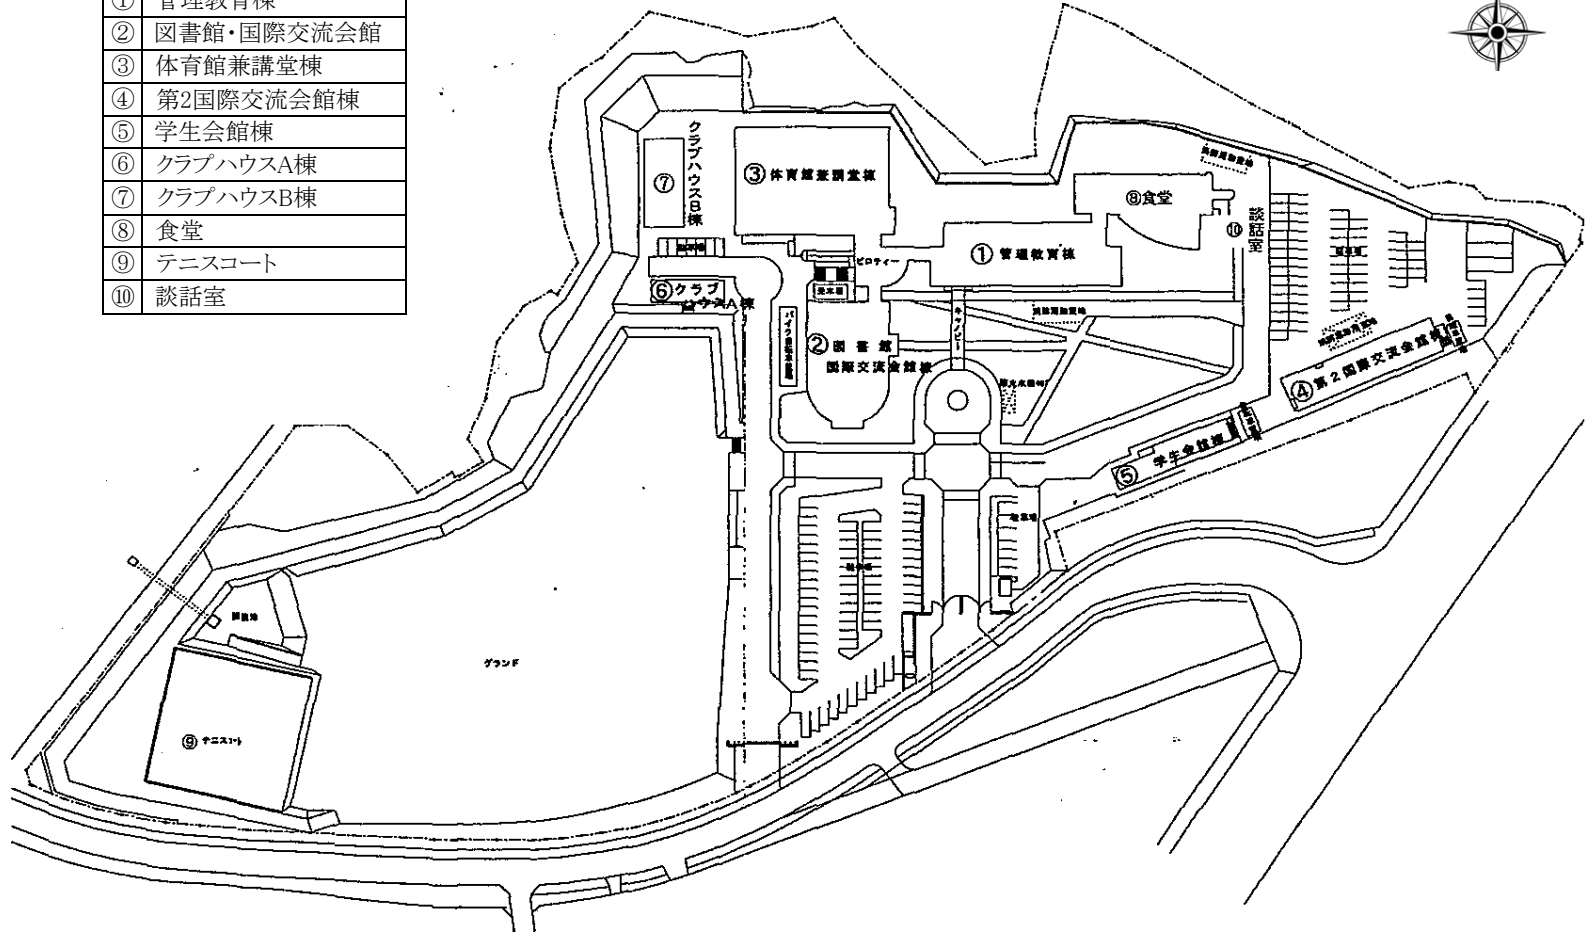 ① 管理教育棟
② 図書館・国際交流会館
③ 体育館兼講堂棟
④ 第2国際交流会館棟
⑤ 学生会館棟
⑥ クラブハウスA棟
⑦ クラブハウスB棟
⑧ 食堂
⑨ テニスコート
⑩ 談話室
⑦
クラブハウスB棟
③ 体育館兼講堂棟
⑧食堂
⑩
談話室
① 管理教育棟
ピロティー
⑥クラブ
ハウスA棟
キャノピー
② 図書館
国際交流会館棟
④ 第2国際交流会館棟
⑤ 学生会館棟
駐車場
グランド
⑨ テニスコート